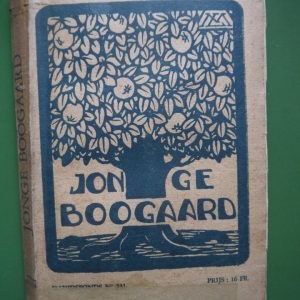 JONGE BOOGAARD
JONGE
BOOGAARD
PRIJS : 16 FR.